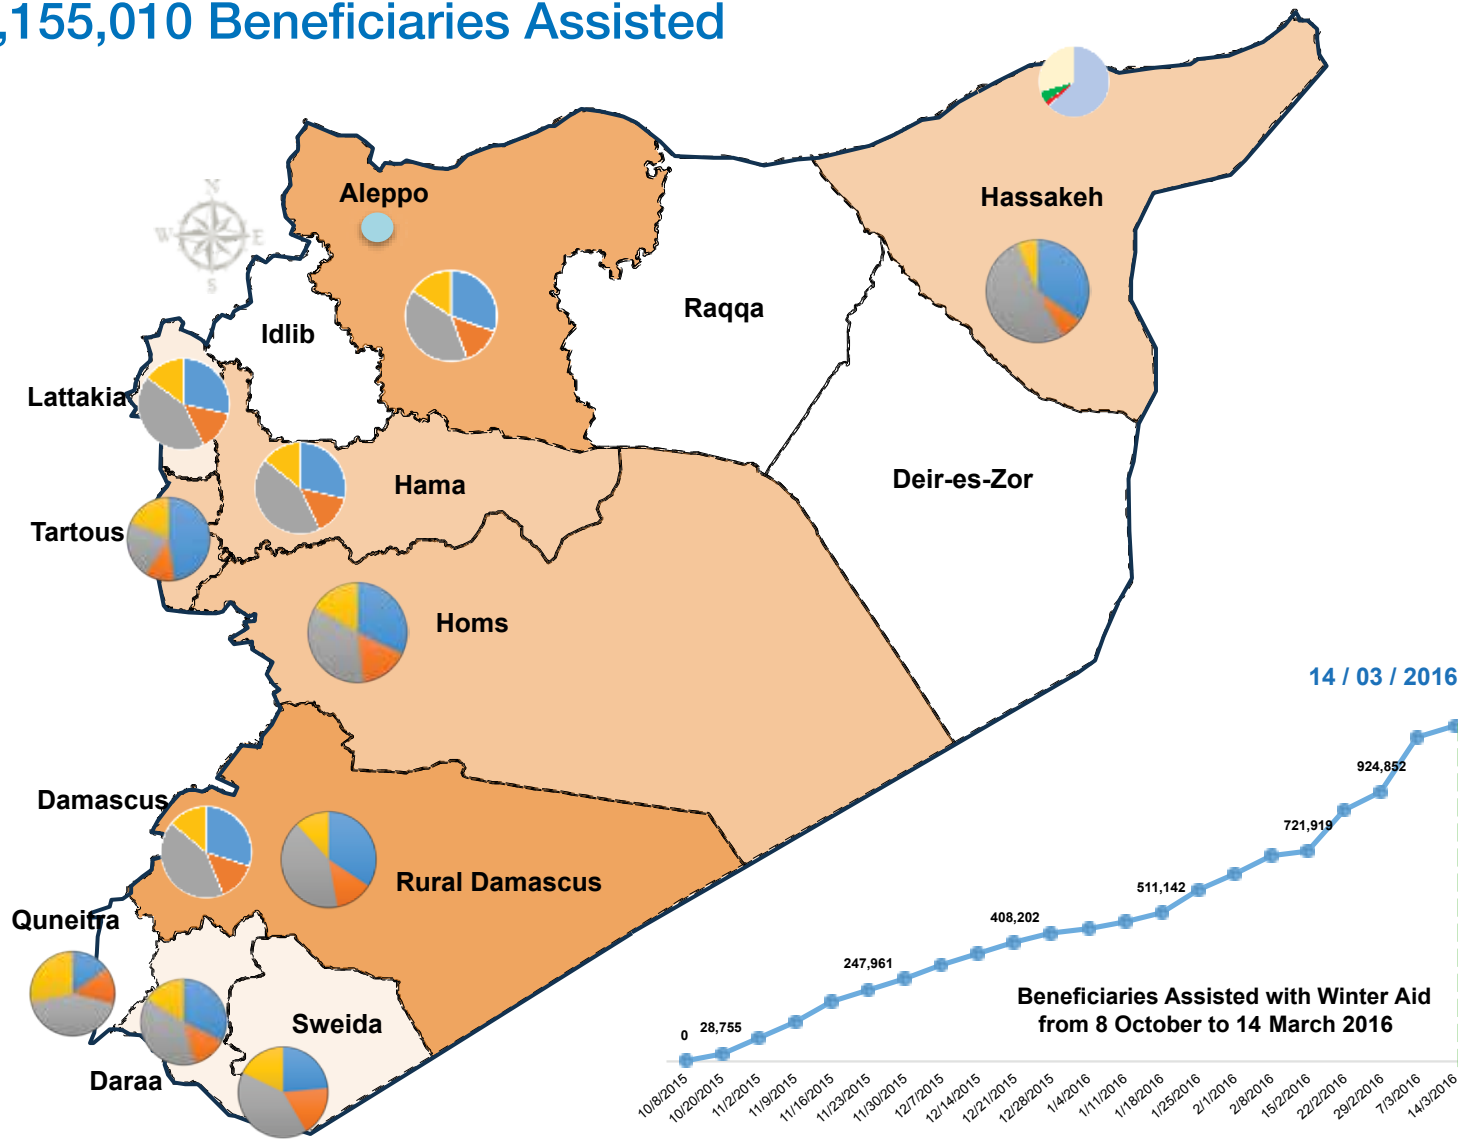 ,155,010 Beneficiaries Assisted
N
W
E
S
Aleppo
Hassakeh
Raqqa
Idlib
Lattakia
Hama
Deir-es-Zor
Tartous
Homs
14 / 03 / 2016
Damascus
Rural Damascus
Quneitra
Sweida
Daraa
924,852
721,919
511,142
408,202
247,961
28,755
0
Beneficiaries Assisted with Winter Aid
from 8 October to 14 March 2016
10/8/2015
10/20/2015
11/2/2015
11/9/2015
11/16/2015
11/23/2015
11/30/2015
12/7/2015
12/14/2015
12/21/2015
12/28/2015
1/4/2016
1/11/2016
1/18/2016
1/25/2016
2/1/2016
2/8/2016
15/2/2016
22/2/2016
29/2/2016
7/3/2016
14/3/2016